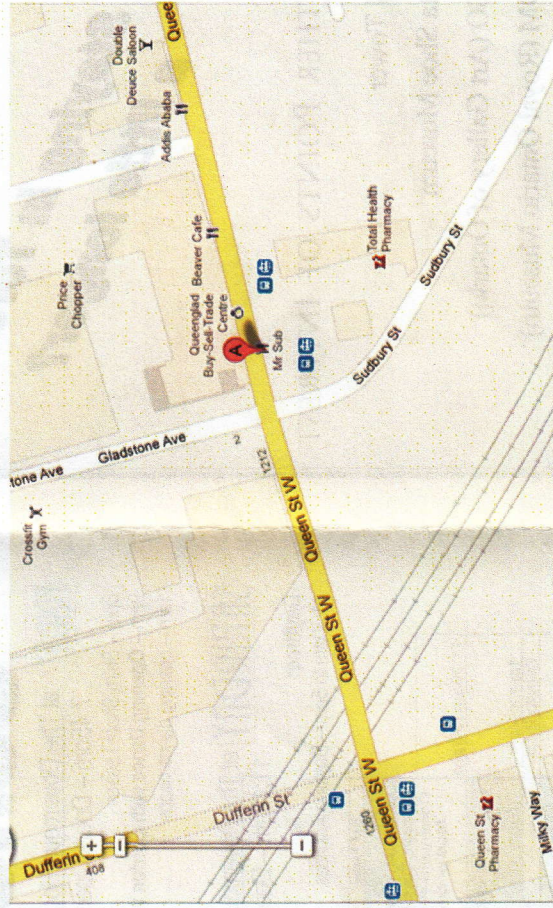 Dufferin
408
Crossfit
Gym
tone Ave
Gladstone Ave
Price
Chopper
Double
Deuce Saloon
Addis Ababa
Quee
Beaver Cafe
Queenglad
Buy-Sell-Trade
Centre
A
Mr Sub
2
1212
Dufferin St
Queen St W
Queen St W
Queen St W
1260
Total Health
Pharmacy
Sudbury St
Sudbury St
Queen St
Pharmacy
Milky Way